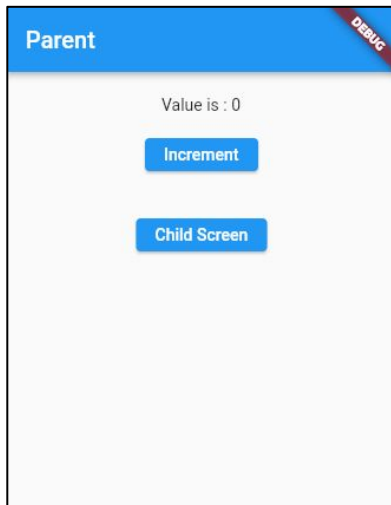 Parent
DEBUG
Value is : 0
Increment
Child Screen